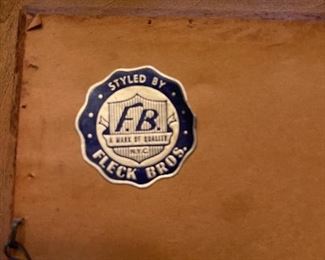 STYLED BY
F.B.
A MARK OF QUALITY
N.Y.C.
FLECK BROS.